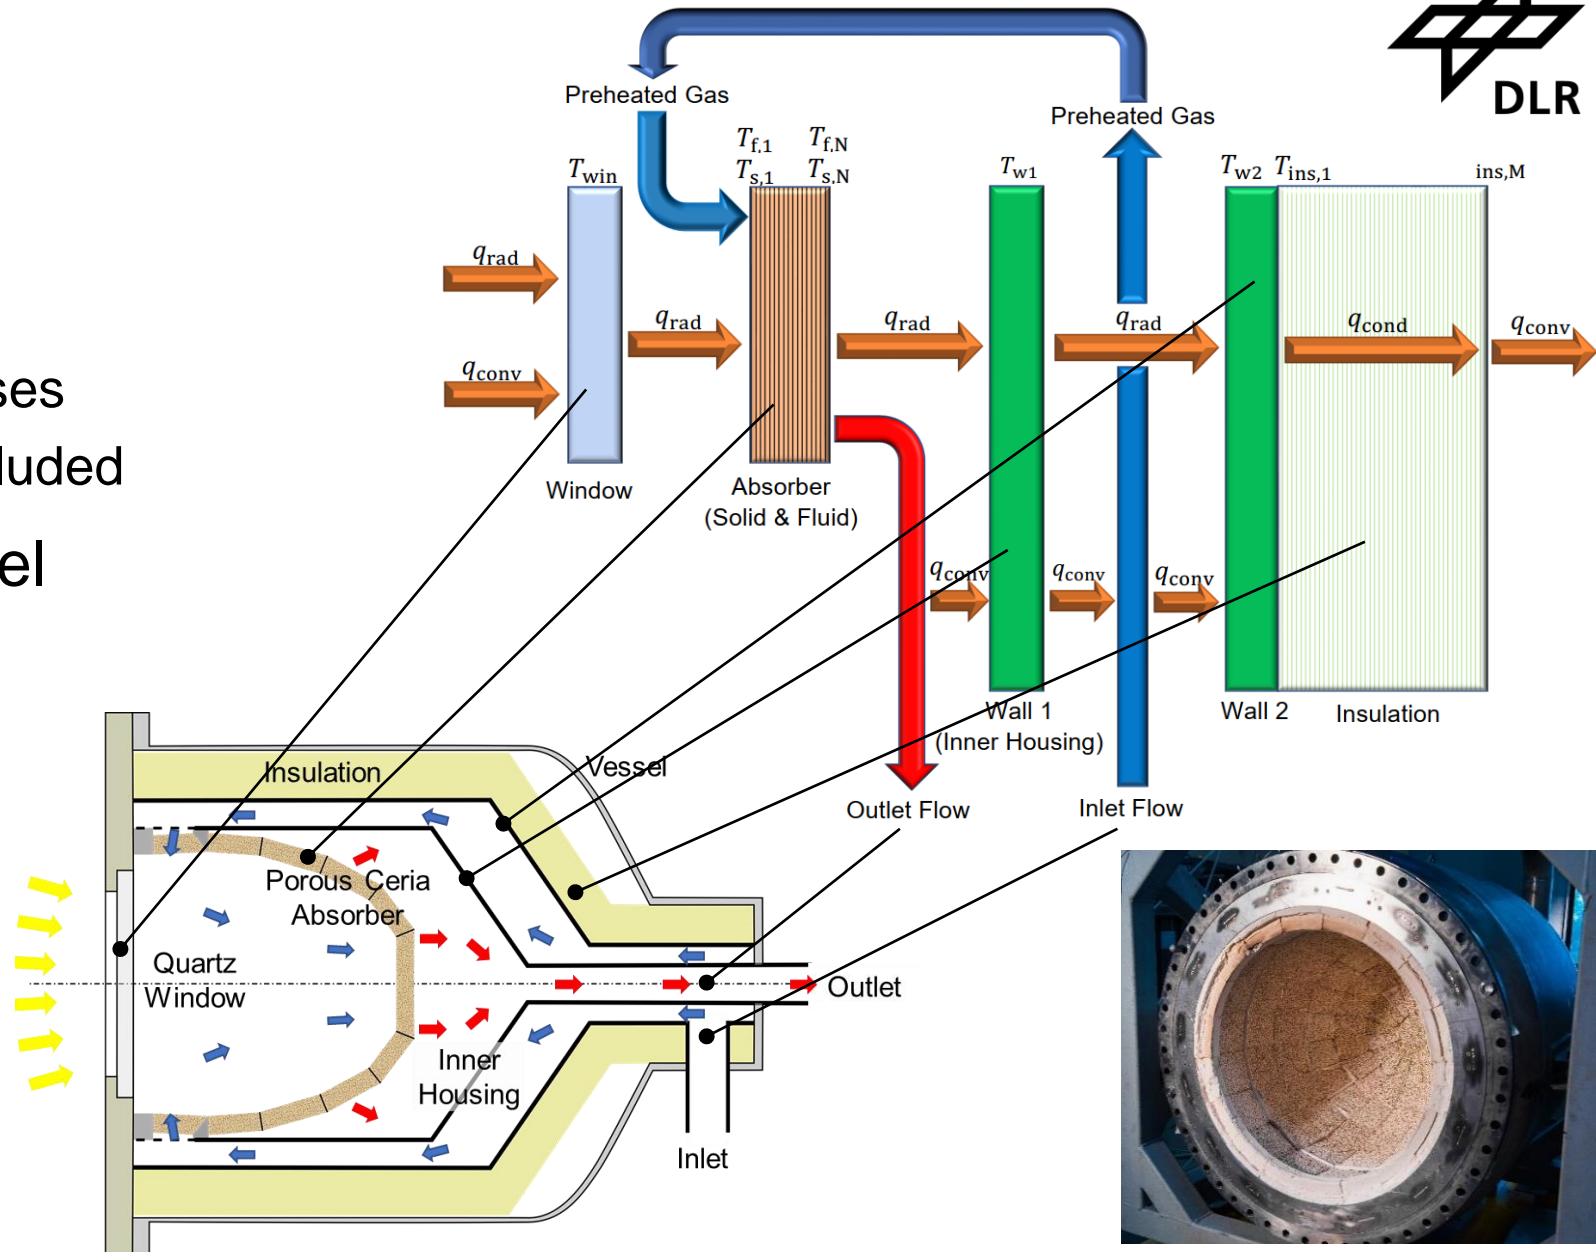 DLR
Preheated Gas
Preheated Gas
T_win
T_f,1
T_s,1
T_f,N
T_s,N
T_w1
T_w2
T_ins,1
ins,M
q_rad
q_rad
q_rad
q_rad
q_cond
q_conv
q_conv
ses
luded
el
Window
Absorber
(Solid & Fluid)
q_conv
q_conv
q_conv
Wall 1
(Inner Housing)
Wall 2
Insulation
Outlet Flow
Inlet Flow
Insulation
Vessel
Porous Ceria
Absorber
Quartz
Window
Outlet
Inner
Housing
Inlet